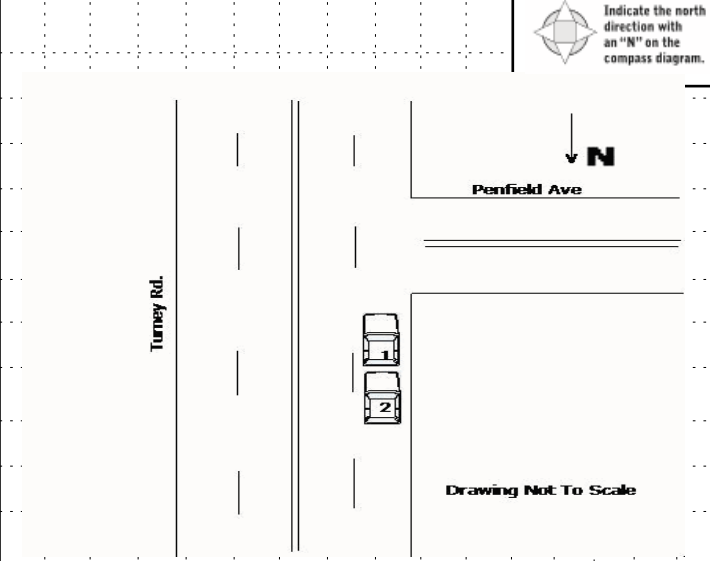 Indicate the north
direction with
an "N" on the
compass diagram.
N
Penfield Ave
Turney Rd.
1
2
Drawing Not To Scale